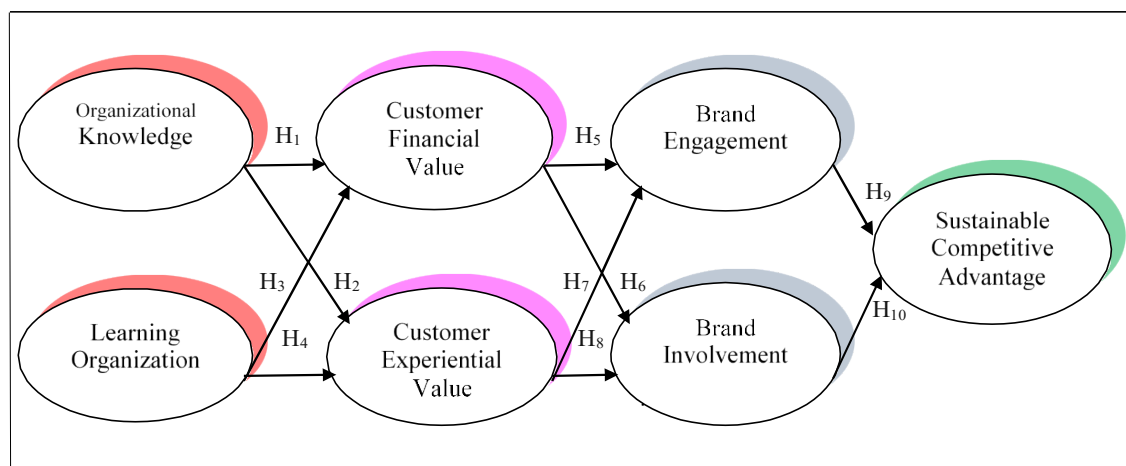 Organizational
Knowledge
H₁
Customer
Financial
Value
H₅
Brand
Engagement
H₉
Sustainable
Competitive
Advantage
H₃
H₂
H₇
H₆
H₁₀
Learning
Organization
H₄
Customer
Experiential
Value
H₈
Brand
Involvement